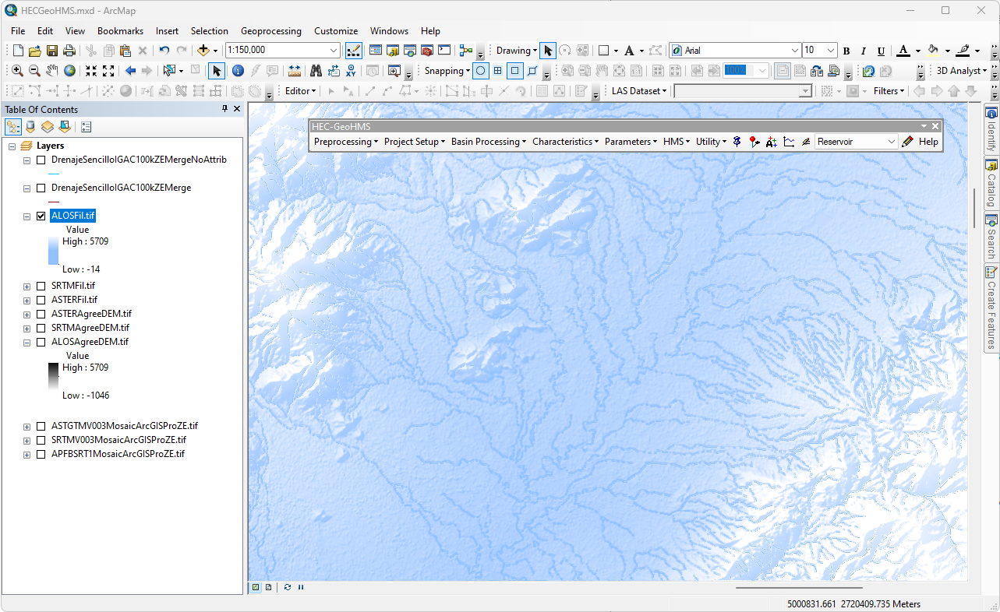 HECGeoHMS.mxd - ArcMap
File Edit View Bookmarks Insert Selection Geoprocessing Customize Windows Help
1:150,000 Drawing Arial 10 B I U A
Snapping 100% 3D Analyst
Editor LAS Dataset Filters
Table Of Contents
Layers
DrenajeSencilloIGAC100kZEMergeNoAttrib
DrenajeSencilloIGAC100kZEMerge
ALOSFil.tif
Value
High : 5709
Low : -14
SRTMFil.tif
ASTERFil.tif
ASTERAgreeDEM.tif
SRTMAgreeDEM.tif
ALOSAgreeDEM.tif
Value
High : 5709
Low : -1046
ASTGTMV003MosaicArcGISProZE.tif
SRTMV003MosaicArcGISProZE.tif
APFBSRT1MosaicArcGISProZE.tif
HEC-GeoHMS
Preprocessing Project Setup Basin Processing Characteristics Parameters HMS Utility Reservoir Help
Identify
Catalog
Search
Create Features
5000831.661 2720409.735 Meters